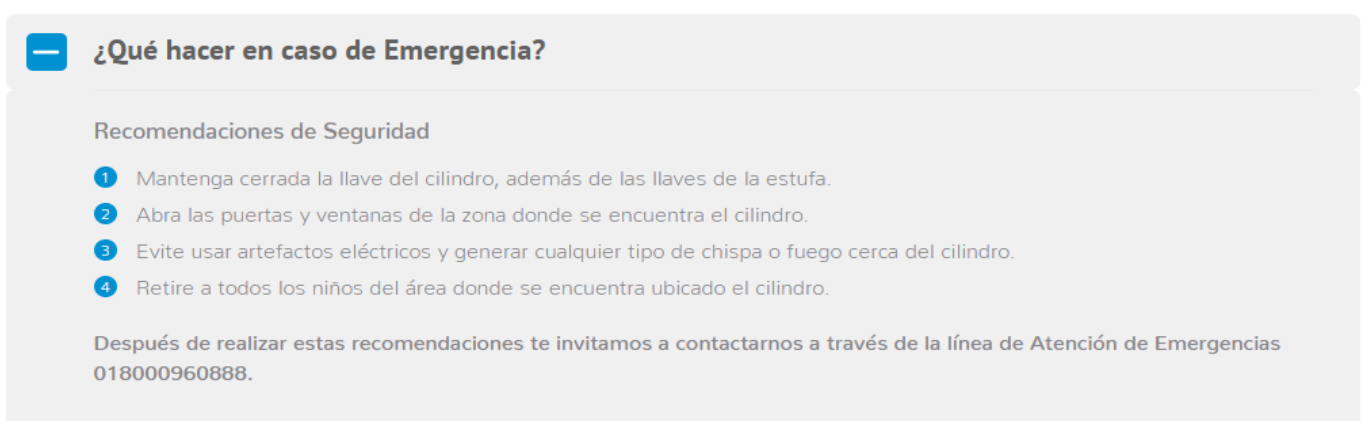 ¿Qué hacer en caso de Emergencia?
Recomendaciones de Seguridad
1 Mantenga cerrada la llave del cilindro, además de las llaves de la estufa.
2 Abra las puertas y ventanas de la zona donde se encuentra el cilindro.
3 Evite usar artefactos eléctricos y generar cualquier tipo de chispa o fuego cerca del cilindro.
4 Retire a todos los niños del área donde se encuentra ubicado el cilindro.
Después de realizar estas recomendaciones te invitamos a contactarnos a través de la línea de Atención de Emergencias
018000960888.